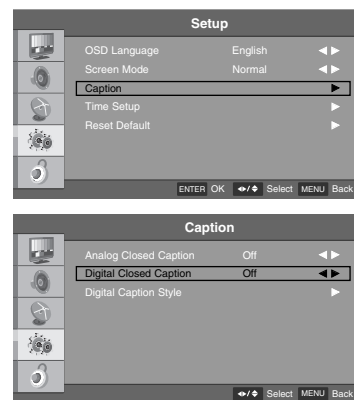 Setup
OSD Language English
Screen Mode Normal
Caption
Time Setup
Reset Default
ENTER OK Select MENU Back
Caption
Analog Closed Caption Off
Digital Closed Caption Off
Digital Caption Style
Select MENU Back